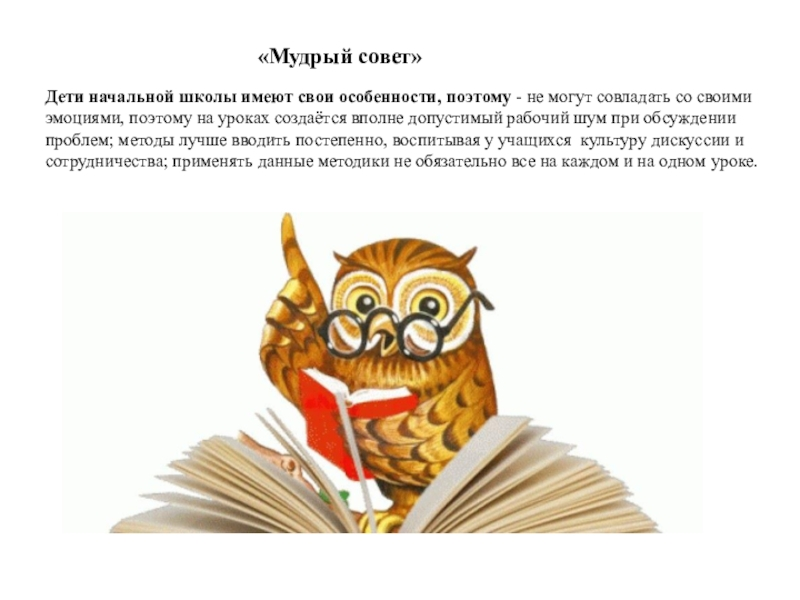 «Мудрый совет»
Дети начальной школы имеют свои особенности, поэтому - не могут совладать со своими
эмоциями, поэтому на уроках создаётся вполне допустимый рабочий шум при обсуждении
проблем; методы лучше вводить постепенно, воспитывая у учащихся  культуру дискуссии и
сотрудничества; применять данные методики не обязательно все на каждом и на одном уроке.